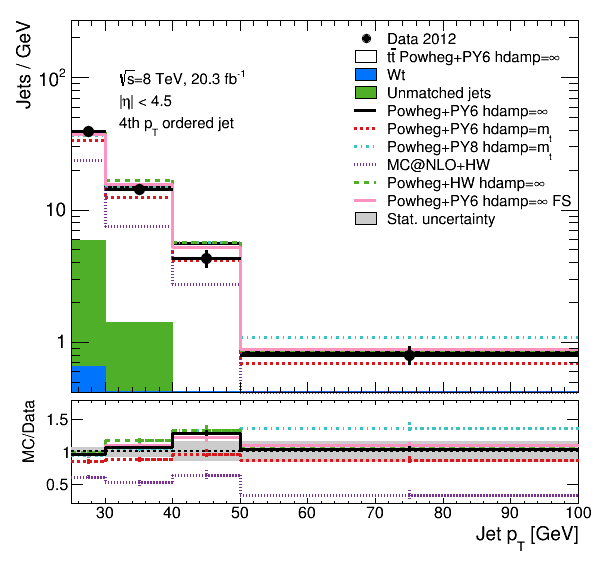 Jets / GeV
10²
10
1
√s=8 TeV, 20.3 fb⁻¹
|η| < 4.5
4th p_T ordered jet
Data 2012
tt̄ Powheg+PY6 hdamp=∞
Wt
Unmatched jets
Powheg+PY6 hdamp=∞
Powheg+PY6 hdamp=m_t
Powheg+PY8 hdamp=m_t
MC@NLO+HW
Powheg+HW hdamp=∞
Powheg+PY6 hdamp=∞ FS
Stat. uncertainty
MC/Data
1.5
1
0.5
30 40 50 60 70 80 90 100
Jet p_T [GeV]